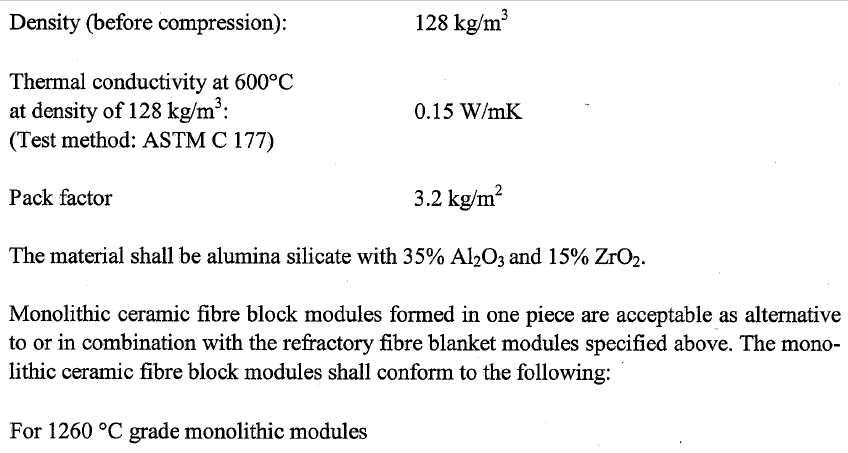 Density (before compression): 128 kg/m³
Thermal conductivity at 600°C
at density of 128 kg/m³: 0.15 W/mK
(Test method: ASTM C 177)
Pack factor 3.2 kg/m²
The material shall be alumina silicate with 35% Al₂O₃ and 15% ZrO₂.
Monolithic ceramic fibre block modules formed in one piece are acceptable as alternative
to or in combination with the refractory fibre blanket modules specified above. The mono-
lithic ceramic fibre block modules shall conform to the following:
For 1260 °C grade monolithic modules